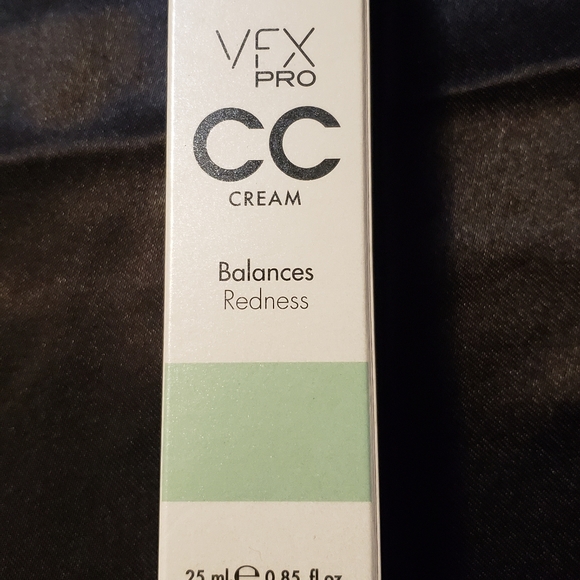 VFX
PRO
CC
CREAM
Balances
Redness
25 ml ℮ 0.85 fl oz